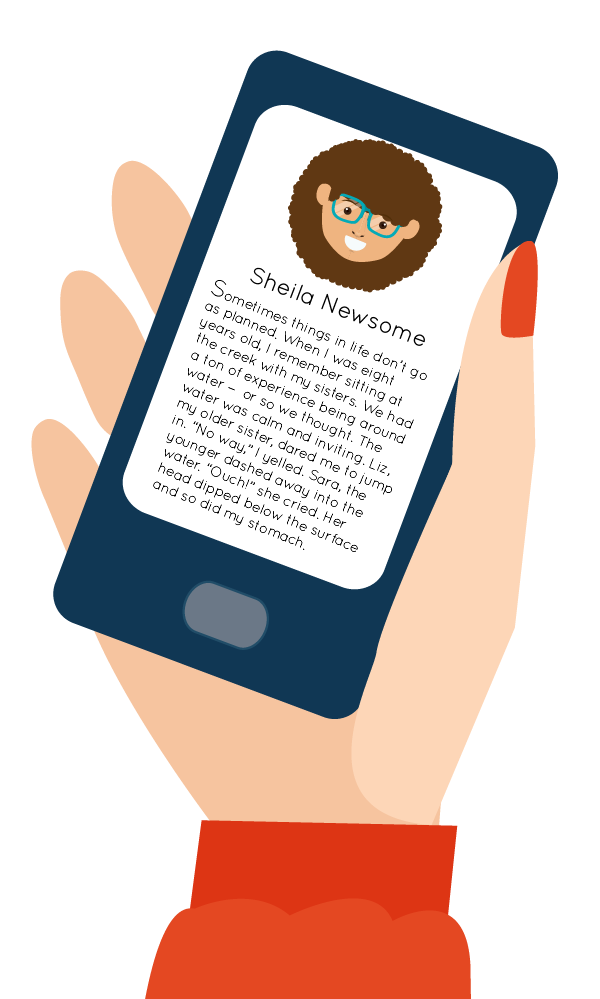 Sheila Newsome
Sometimes things in life don't go
as planned. When I was eight
years old, I remember sitting at
the creek with my sisters. We had
a ton of experience being around
water – or so we thought. The
water was calm and inviting. Liz,
my older sister, dared me to jump
in. "No way," I yelled. Sara, the
younger dashed away into the
water. "Ouch!" she cried. Her
head dipped below the surface
and so did my stomach.